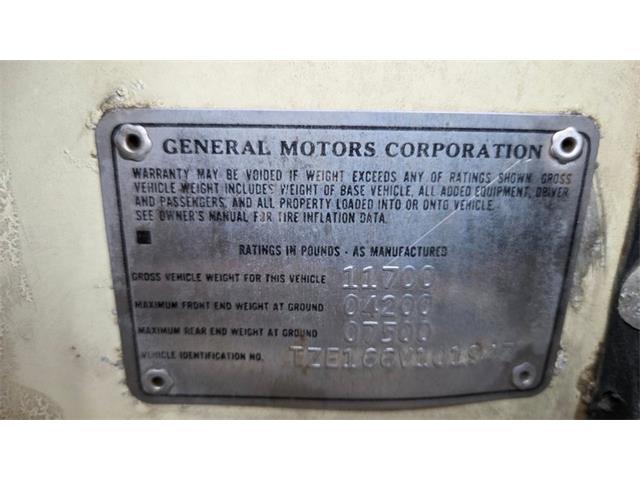 GENERAL MOTORS CORPORATION
WARRANTY MAY BE VOIDED IF WEIGHT EXCEEDS ANY OF RATINGS SHOWN. GROSS
VEHICLE WEIGHT INCLUDES WEIGHT OF BASE VEHICLE, ALL ADDED EQUIPMENT, DRIVER
AND PASSENGERS, AND ALL PROPERTY LOADED INTO OR ONTO VEHICLE.
SEE OWNER'S MANUAL FOR TIRE INFLATION DATA.
RATINGS IN POUNDS - AS MANUFACTURED
GROSS VEHICLE WEIGHT FOR THIS VEHICLE 11700
MAXIMUM FRONT END WEIGHT AT GROUND 04200
MAXIMUM REAR END WEIGHT AT GROUND 07500
VEHICLE IDENTIFICATION NO.